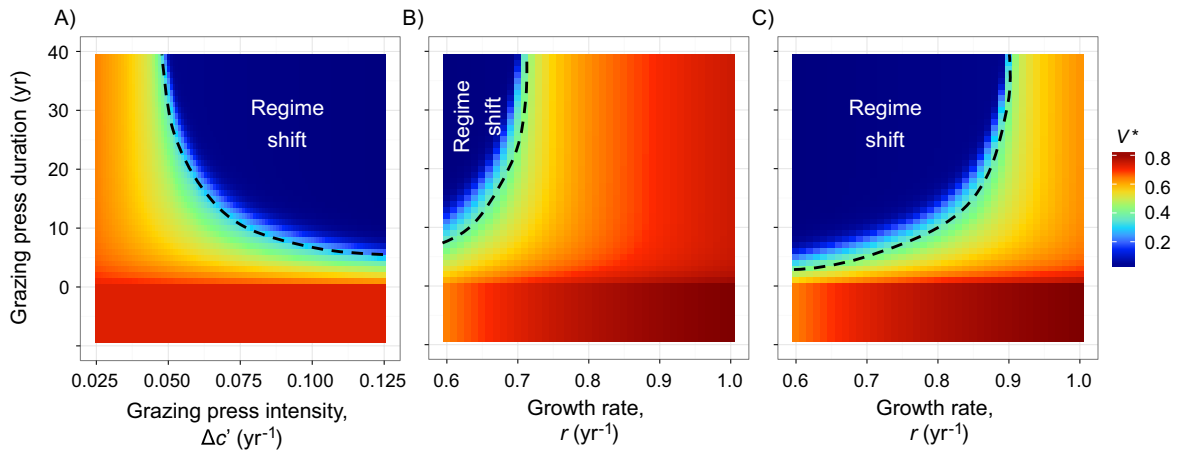 A)
B)
C)
Grazing press duration (yr)
40
30
20
10
0
Regime
shift
Regime
shift
Regime
shift
V*
0.8
0.6
0.4
0.2
0.025
0.050
0.075
0.100
0.125
0.6
0.7
0.8
0.9
1.0
0.6
0.7
0.8
0.9
1.0
Grazing press intensity,
Δc’ (yr⁻¹)
Growth rate,
r (yr⁻¹)
Growth rate,
r (yr⁻¹)